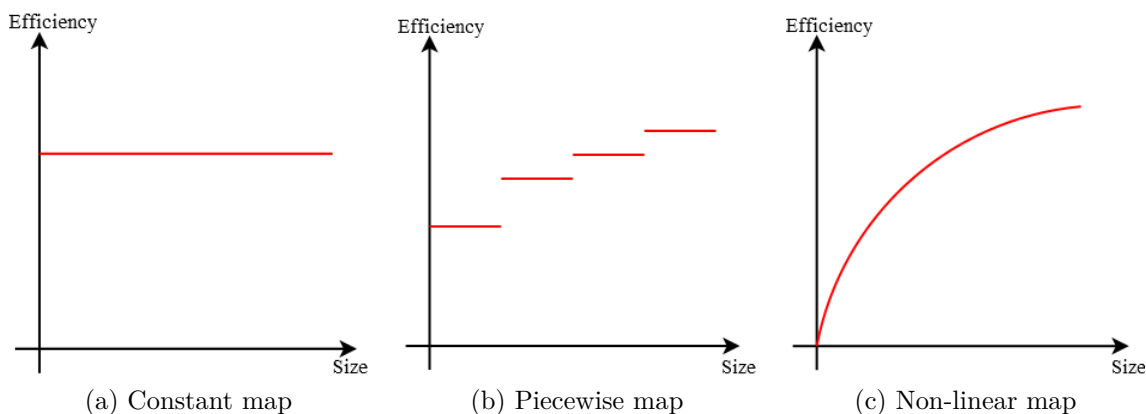 Efficiency
Size
(a) Constant map
Efficiency
Size
(b) Piecewise map
Efficiency
Size
(c) Non-linear map